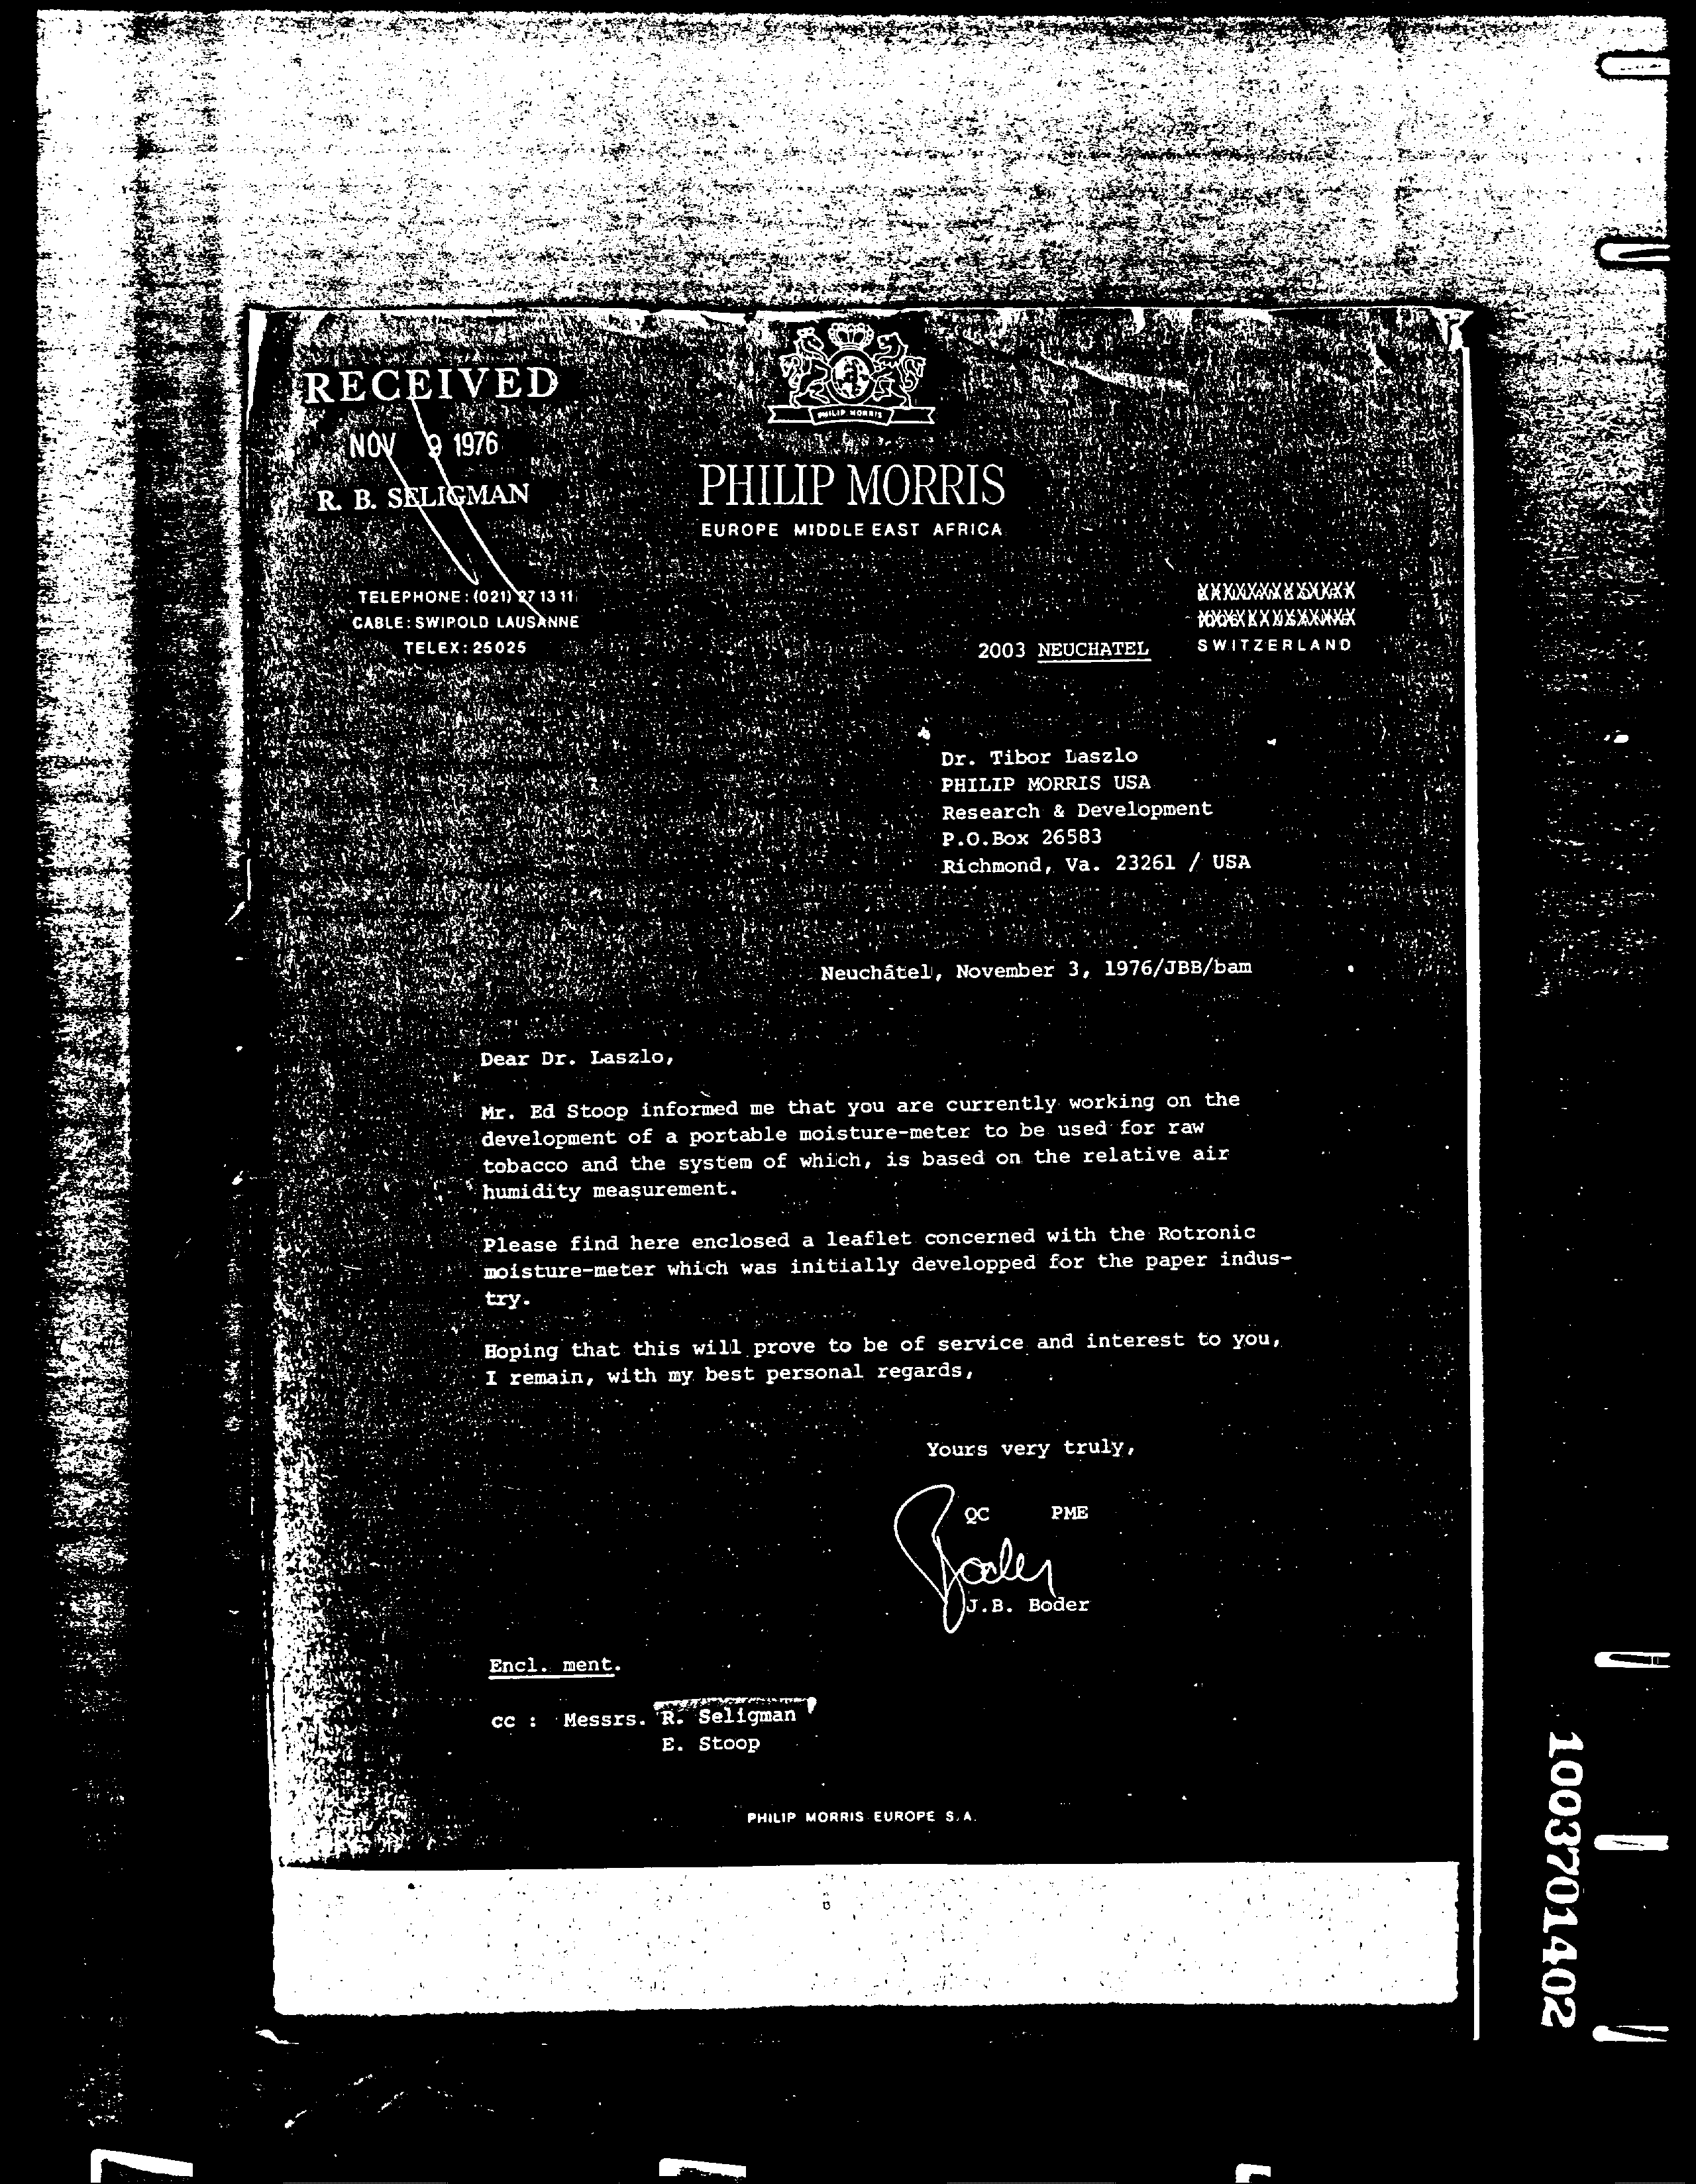 RECEIVED
NOV 9 1976
R. B. SELIGMAN
PHILIP MORRIS
PHILIP MORRIS
EUROPE MIDDLE EAST AFRICA
TELEPHONE: (021) 27 13 11
CABLE: SWIPOLD LAUSANNE
TELEX: 25025
2003 NEUCHATEL
SWITZERLAND
Dr. Tibor Laszlo
PHILIP MORRIS USA
Research & Development
P.O.Box 26583
Richmond, Va. 23261 / USA
Neuchâtel, November 3, 1976/JBB/bam
Dear Dr. Laszlo,
Mr. Ed Stoop informed me that you are currently working on the
development of a portable moisture-meter to be used for raw
tobacco and the system of which, is based on the relative air
humidity measurement.
Please find here enclosed a leaflet concerned with the Rotronic
moisture-meter which was initially developped for the paper indus-
try.
Hoping that this will prove to be of service and interest to you,
I remain, with my best personal regards,
Yours very truly,
QC PME
Boder
J.B. Boder
Encl. ment.
cc : Messrs. R. Seligman
E. Stoop
PHILIP MORRIS EUROPE S.A.
1003701402